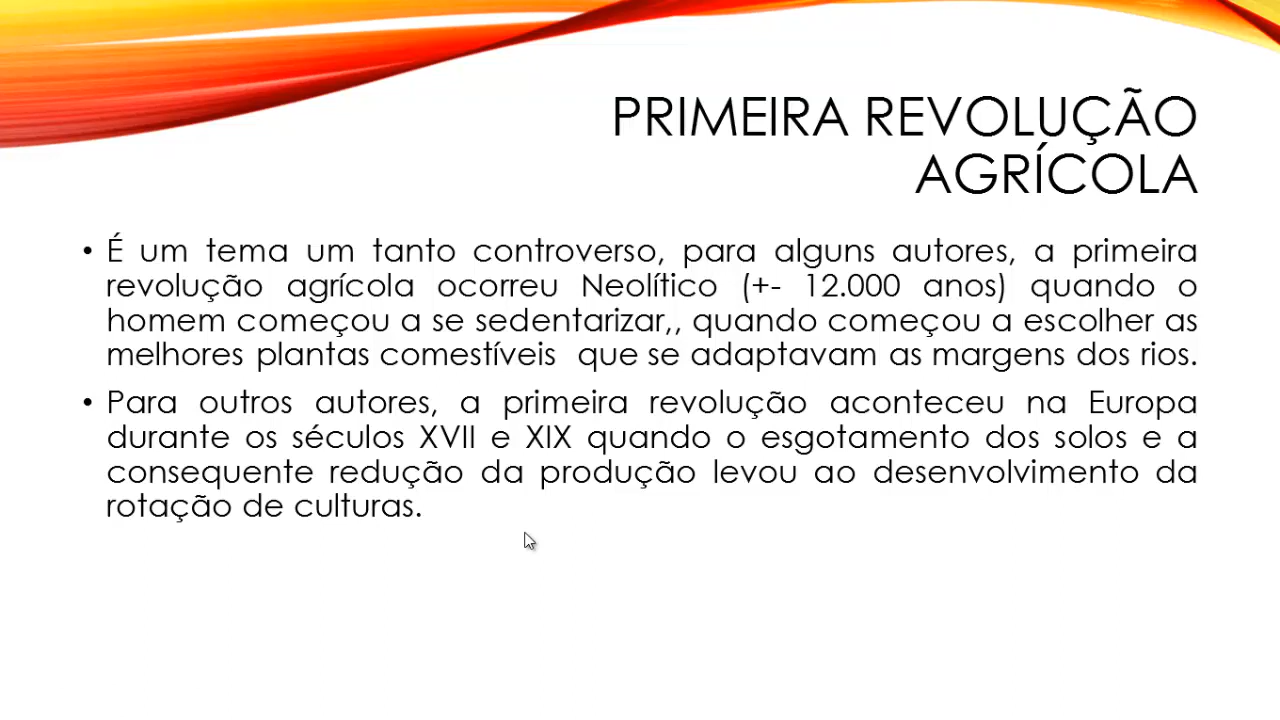 PRIMEIRA REVOLUÇÃO
AGRÍCOLA
• É um tema um tanto controverso, para alguns autores, a primeira
revolução agrícola ocorreu Neolítico (+- 12.000 anos) quando o
homem começou a se sedentarizar,, quando começou a escolher as
melhores plantas comestíveis  que se adaptavam as margens dos rios.
• Para outros autores, a primeira revolução aconteceu na Europa
durante os séculos XVII e XIX quando o esgotamento dos solos e a
consequente redução da produção levou ao desenvolvimento da
rotação de culturas.